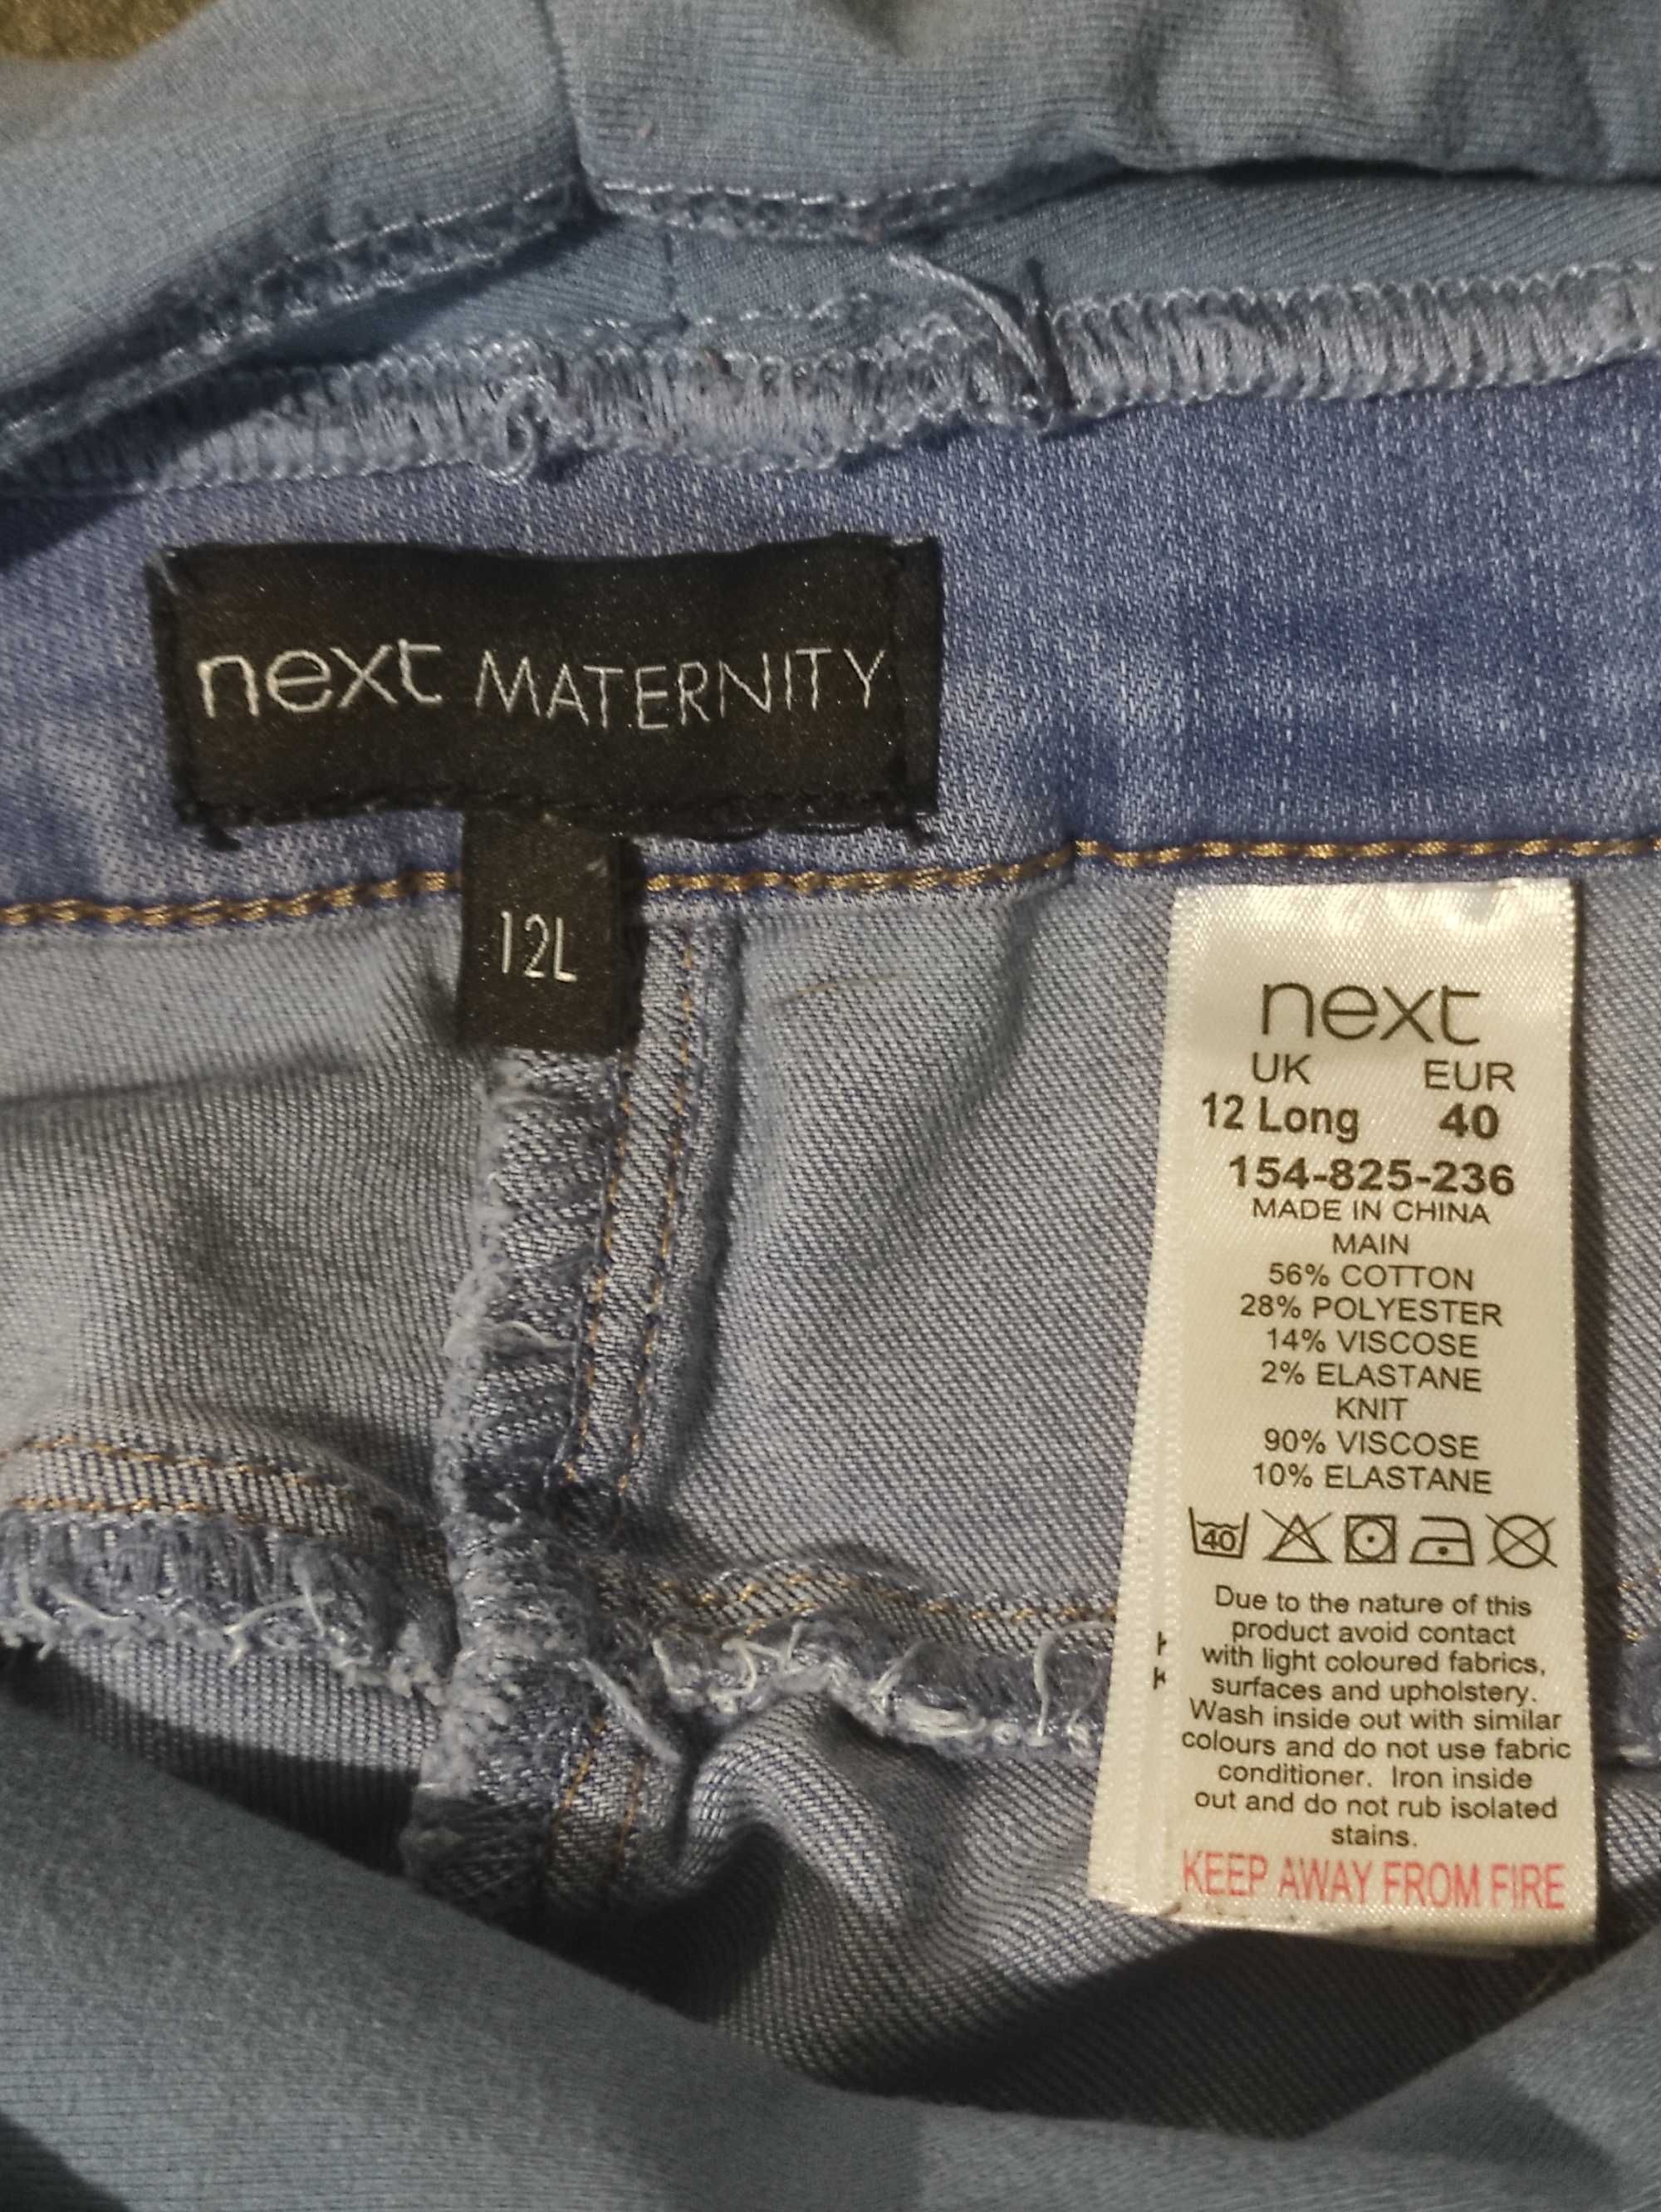 next MATERNITY
12L
next
UK EUR
12 Long 40
154-825-236
MADE IN CHINA
MAIN
56% COTTON
28% POLYESTER
14% VISCOSE
2% ELASTANE
KNIT
90% VISCOSE
10% ELASTANE
40
Due to the nature of this
product avoid contact
with light coloured fabrics,
surfaces and upholstery.
Wash inside out with similar
colours and do not use fabric
conditioner. Iron inside
out and do not rub isolated
stains.
KEEP AWAY FROM FIRE